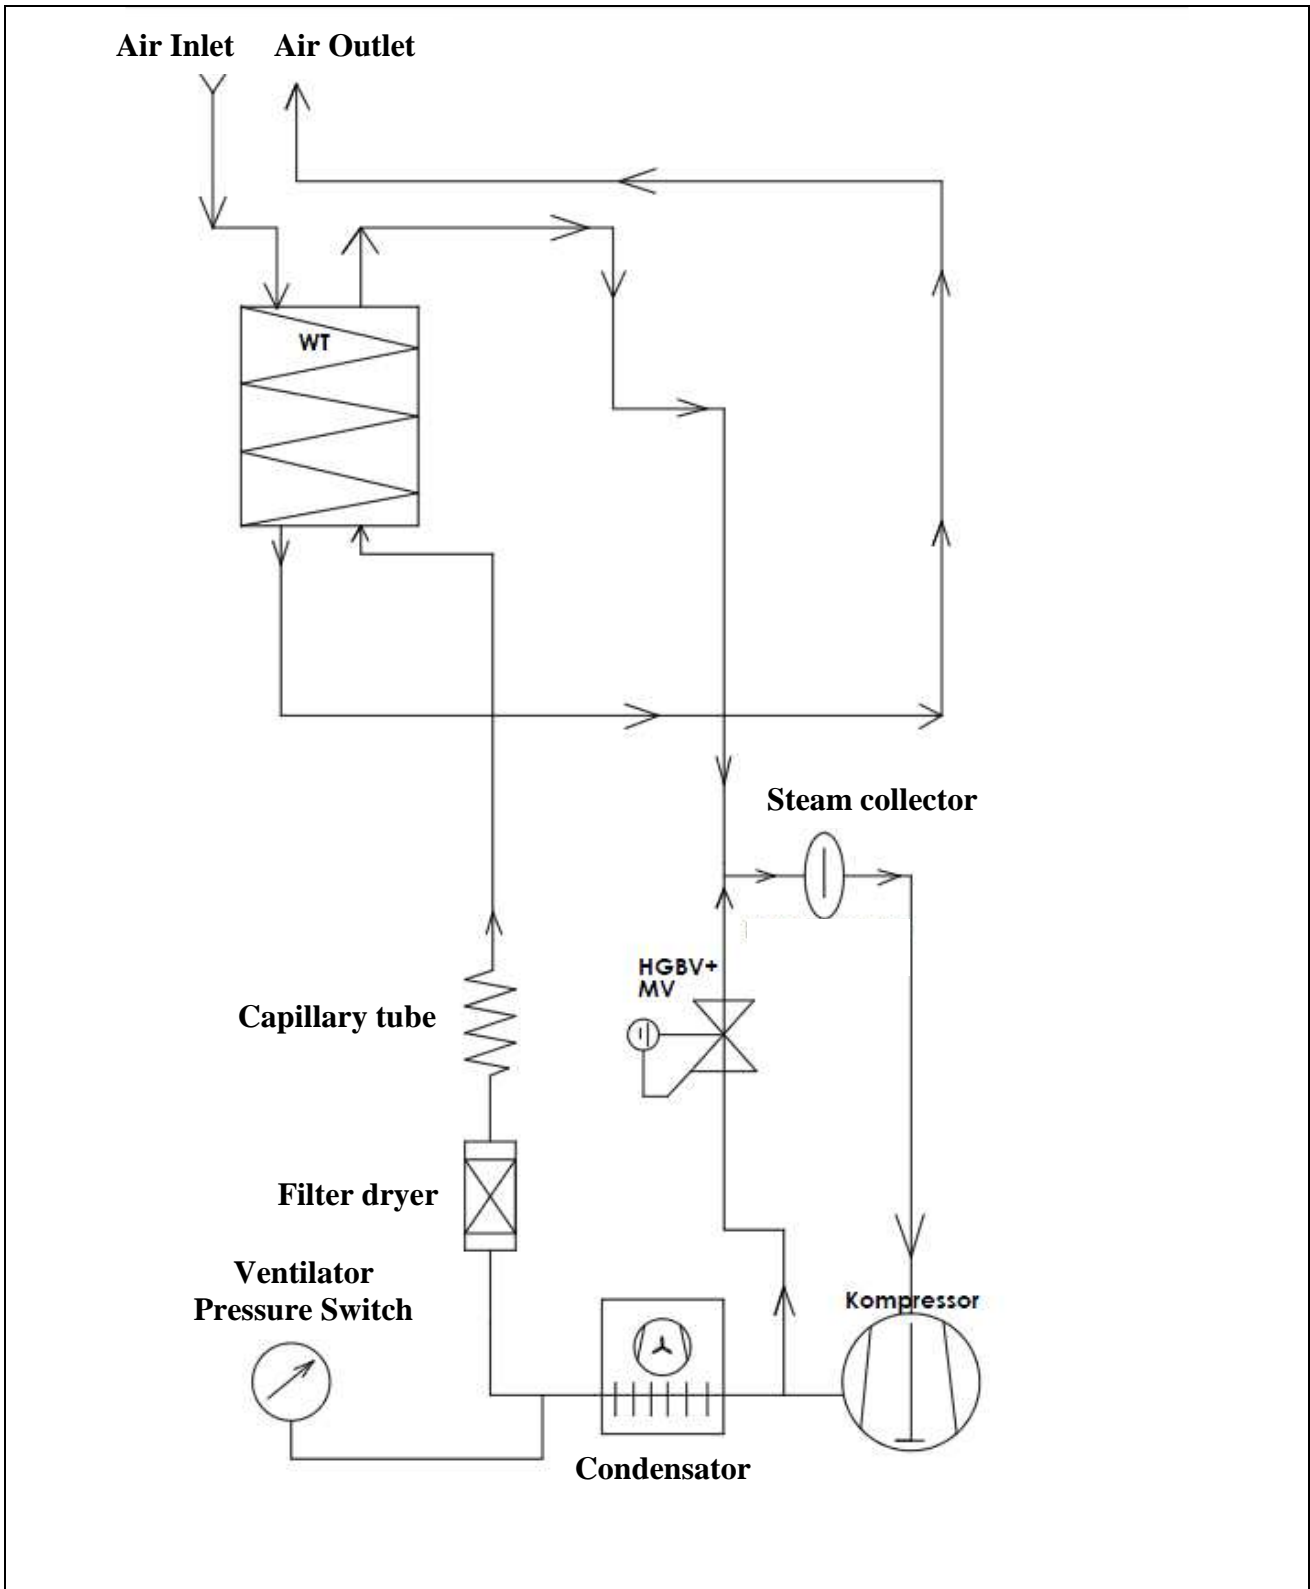 Air Inlet
Air Outlet
WT
Steam collector
HGBV+
MV
Capillary tube
Filter dryer
Ventilator
Pressure Switch
Kompressor
Condensator